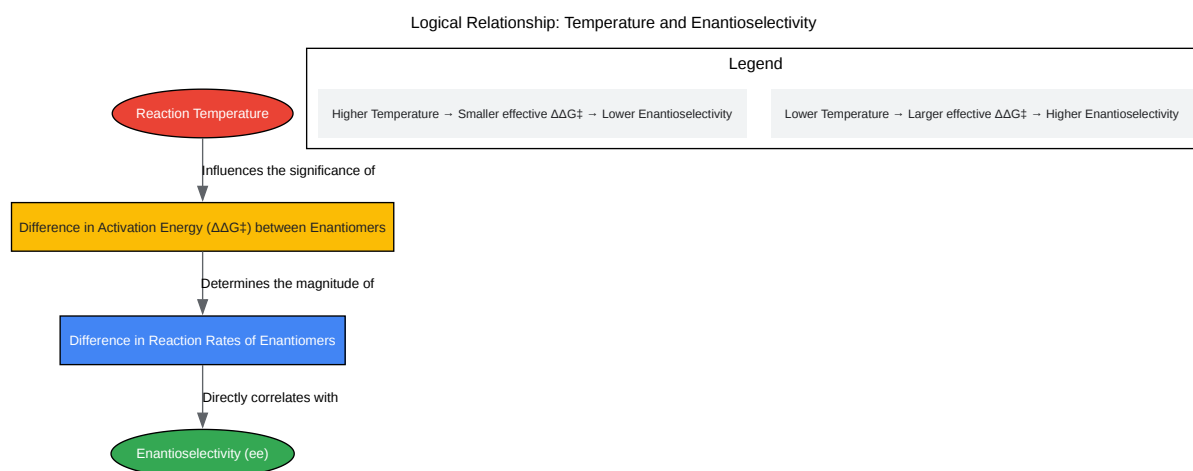 Logical Relationship: Temperature and Enantioselectivity
Legend
Higher Temperature → Smaller effective ΔΔG‡ → Lower Enantioselectivity
Lower Temperature → Larger effective ΔΔG‡ → Higher Enantioselectivity
Reaction Temperature
Influences the significance of
Difference in Activation Energy (ΔΔG‡) between Enantiomers
Determines the magnitude of
Difference in Reaction Rates of Enantiomers
Directly correlates with
Enantioselectivity (ee)